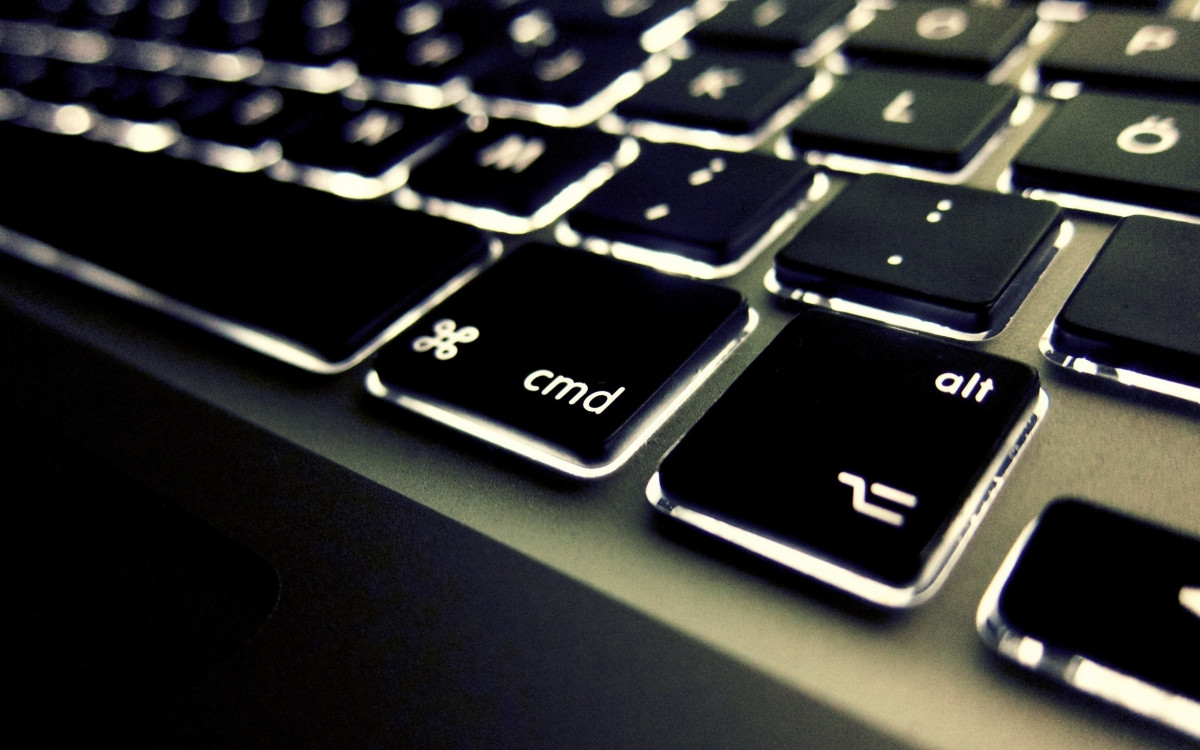 O P
K L Ö
N M ; ,
: .
⌘ cmd
alt
⌥